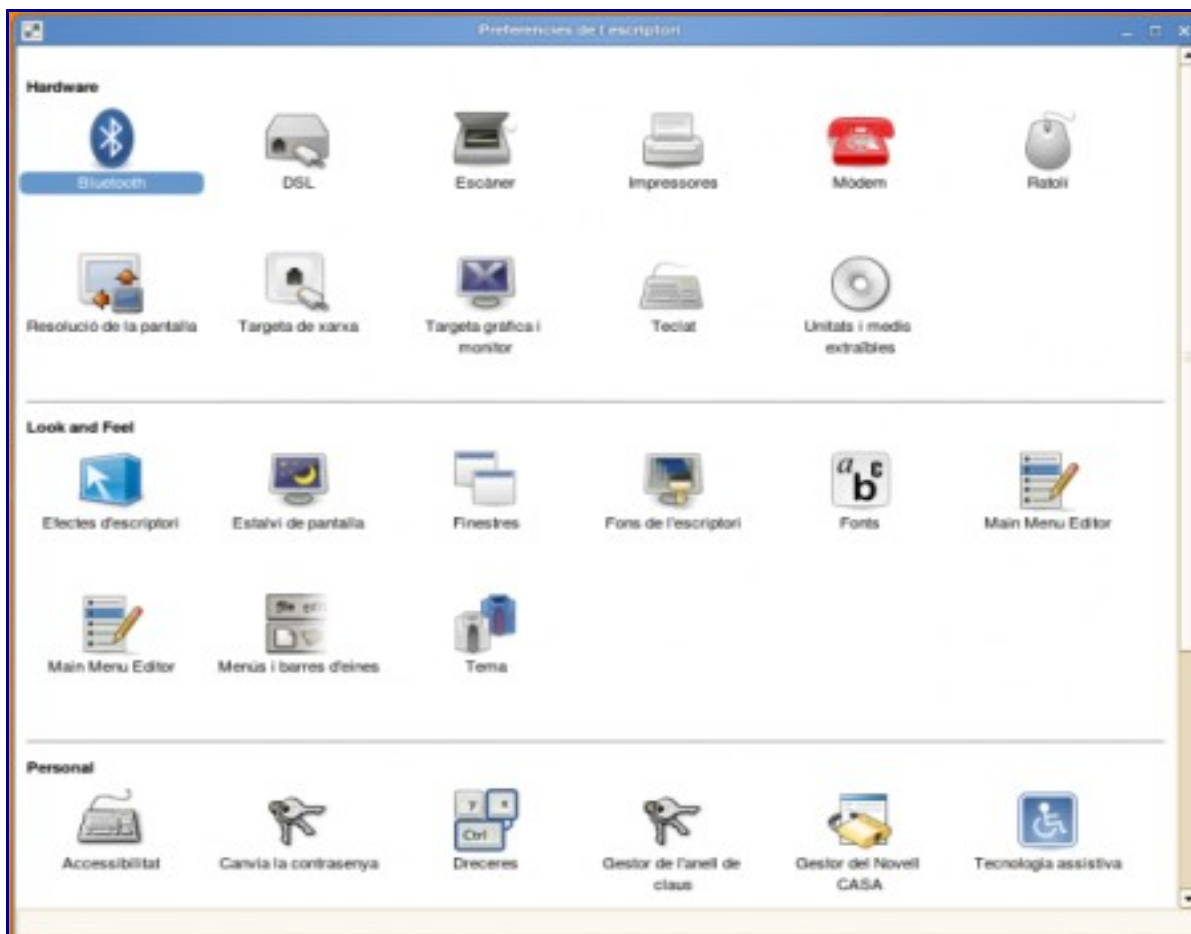 Preferències de l'escriptori
Hardware
Bluetooth
DSL
Escàner
Impressores
Mòdem
Ratolí
Resolució de la pantalla
Targeta de xarxa
Targeta gràfica i
monitor
Teclat
Unitats i medis
extraïbles
Look and Feel
Efectes d'escriptori
Estalvi de pantalla
Finestres
Fons de l'escriptori
a b c
Fonts
Main Menu Editor
Main Menu Editor
file edit
Menús i barres d'eines
Tema
Personal
Accessibilitat
Canvia la contrasenya
y x
Ctrl
Dreceres
Gestor de l'anell de
claus
Gestor del Novell
CASA
Tecnologia assistiva